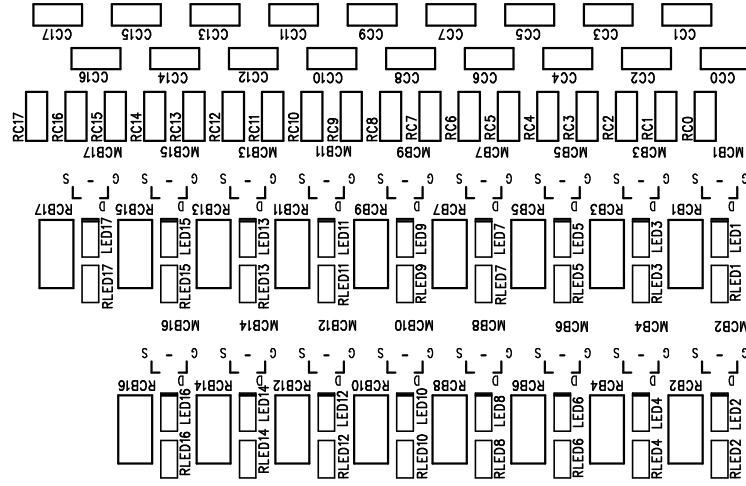 CC17 CC15 CC13 CC11 CC9 CC7 CC5 CC3 CC1
CC16 CC14 CC12 CC10 CC8 CC6 CC4 CC2 CC0
RC17 RC16 RC15 RC14 RC13 RC12 RC11 RC10 RC9 RC8 RC7 RC6 RC5 RC4 RC3 RC2 RC1 RC0
MCB17 MCB15 MCB13 MCB11 MCB9 MCB7 MCB5 MCB3 MCB1
S G S G S G S G S G S G S G S G S G
D D D D D D D D D
RCB17 RCB15 RCB13 RCB11 RCB9 RCB7 RCB5 RCB3 RCB1
LED17 LED15 LED13 LED11 LED9 LED7 LED5 LED3 LED1
RLED17 RLED15 RLED13 RLED11 RLED9 RLED7 RLED5 RLED3 RLED1
MCB16 MCB14 MCB12 MCB10 MCB8 MCB6 MCB4 MCB2
S G S G S G S G S G S G S G S G
D D D D D D D D
RCB16 RCB14 RCB12 RCB10 RCB8 RCB6 RCB4 RCB2
LED16 LED14 LED12 LED10 LED8 LED6 LED4 LED2
RLED16 RLED14 RLED12 RLED10 RLED8 RLED6 RLED4 RLED2